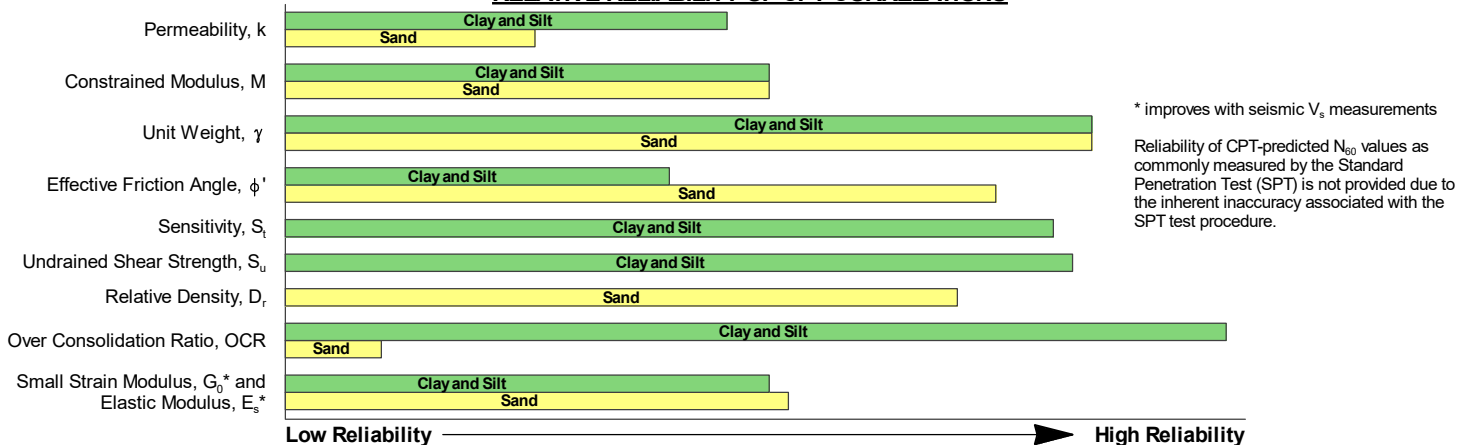 RELATIVE RELIABILITY OF CPT CORRELATIONS
Permeability, k
Clay and Silt
Sand
Constrained Modulus, M
Clay and Silt
Sand
Unit Weight, γ
Clay and Silt
Sand
Effective Friction Angle, ϕ'
Clay and Silt
Sand
Sensitivity, Sₜ
Clay and Silt
Undrained Shear Strength, Sᵤ
Clay and Silt
Relative Density, Dᵣ
Sand
Over Consolidation Ratio, OCR
Clay and Silt
Sand
Small Strain Modulus, G₀* and
Elastic Modulus, Eₛ*
Clay and Silt
Sand
Low Reliability
High Reliability
* improves with seismic Vₛ measurements
Reliability of CPT-predicted N₆₀ values as
commonly measured by the Standard
Penetration Test (SPT) is not provided due to
the inherent inaccuracy associated with the
SPT test procedure.